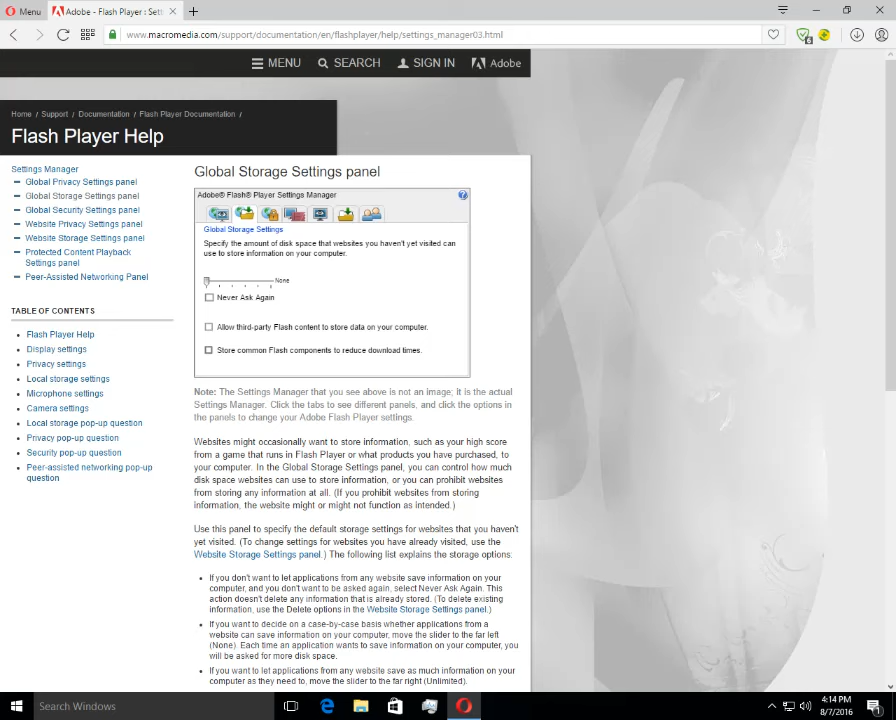 Menu
Adobe - Flash Player : Setti
www.macromedia.com/support/documentation/en/flashplayer/help/settings_manager03.html
MENU SEARCH SIGN IN Adobe
Home / Support / Documentation / Flash Player Documentation /
Flash Player Help
Settings Manager
Global Privacy Settings panel
Global Storage Settings panel
Global Security Settings panel
Website Privacy Settings panel
Website Storage Settings panel
Protected Content Playback
Settings panel
Peer-Assisted Networking Panel
TABLE OF CONTENTS
Flash Player Help
Display settings
Privacy settings
Local storage settings
Microphone settings
Camera settings
Local storage pop-up question
Privacy pop-up question
Security pop-up question
Peer-assisted networking pop-up
question
Global Storage Settings panel
Adobe® Flash® Player Settings Manager
Global Storage Settings
Specify the amount of disk space that websites you haven't yet visited can
use to store information on your computer.
None
Never Ask Again
Allow third-party Flash content to store data on your computer.
Store common Flash components to reduce download times.
Note: The Settings Manager that you see above is not an image; it is the actual
Settings Manager. Click the tabs to see different panels, and click the options in
the panels to change your Adobe Flash Player settings.
Websites might occasionally want to store information, such as your high score
from a game that runs in Flash Player or what products you have purchased, to
your computer. In the Global Storage Settings panel, you can control how much
disk space websites can use to store information, or you can prohibit websites
from storing any information at all. (If you prohibit websites from storing
information, the website might or might not function as intended.)
Use this panel to specify the default storage settings for websites that you haven't
yet visited. (To change settings for websites you have already visited, use the
Website Storage Settings panel.) The following list explains the storage options:
If you don't want to let applications from any website save information on your
computer, and you don't want to be asked again, select Never Ask Again. This
action doesn't delete any information that is already stored. (To delete existing
information, use the Delete options in the Website Storage Settings panel.)
If you want to decide on a case-by-case basis whether applications from a
website can save information on your computer, move the slider to the far left
(None). Each time an application wants to save information on your computer, you
will be asked for more disk space.
If you want to let applications from any website save as much information on your
computer as they need to, move the slider to the far right (Unlimited).
Search Windows
4:14 PM
8/7/2016